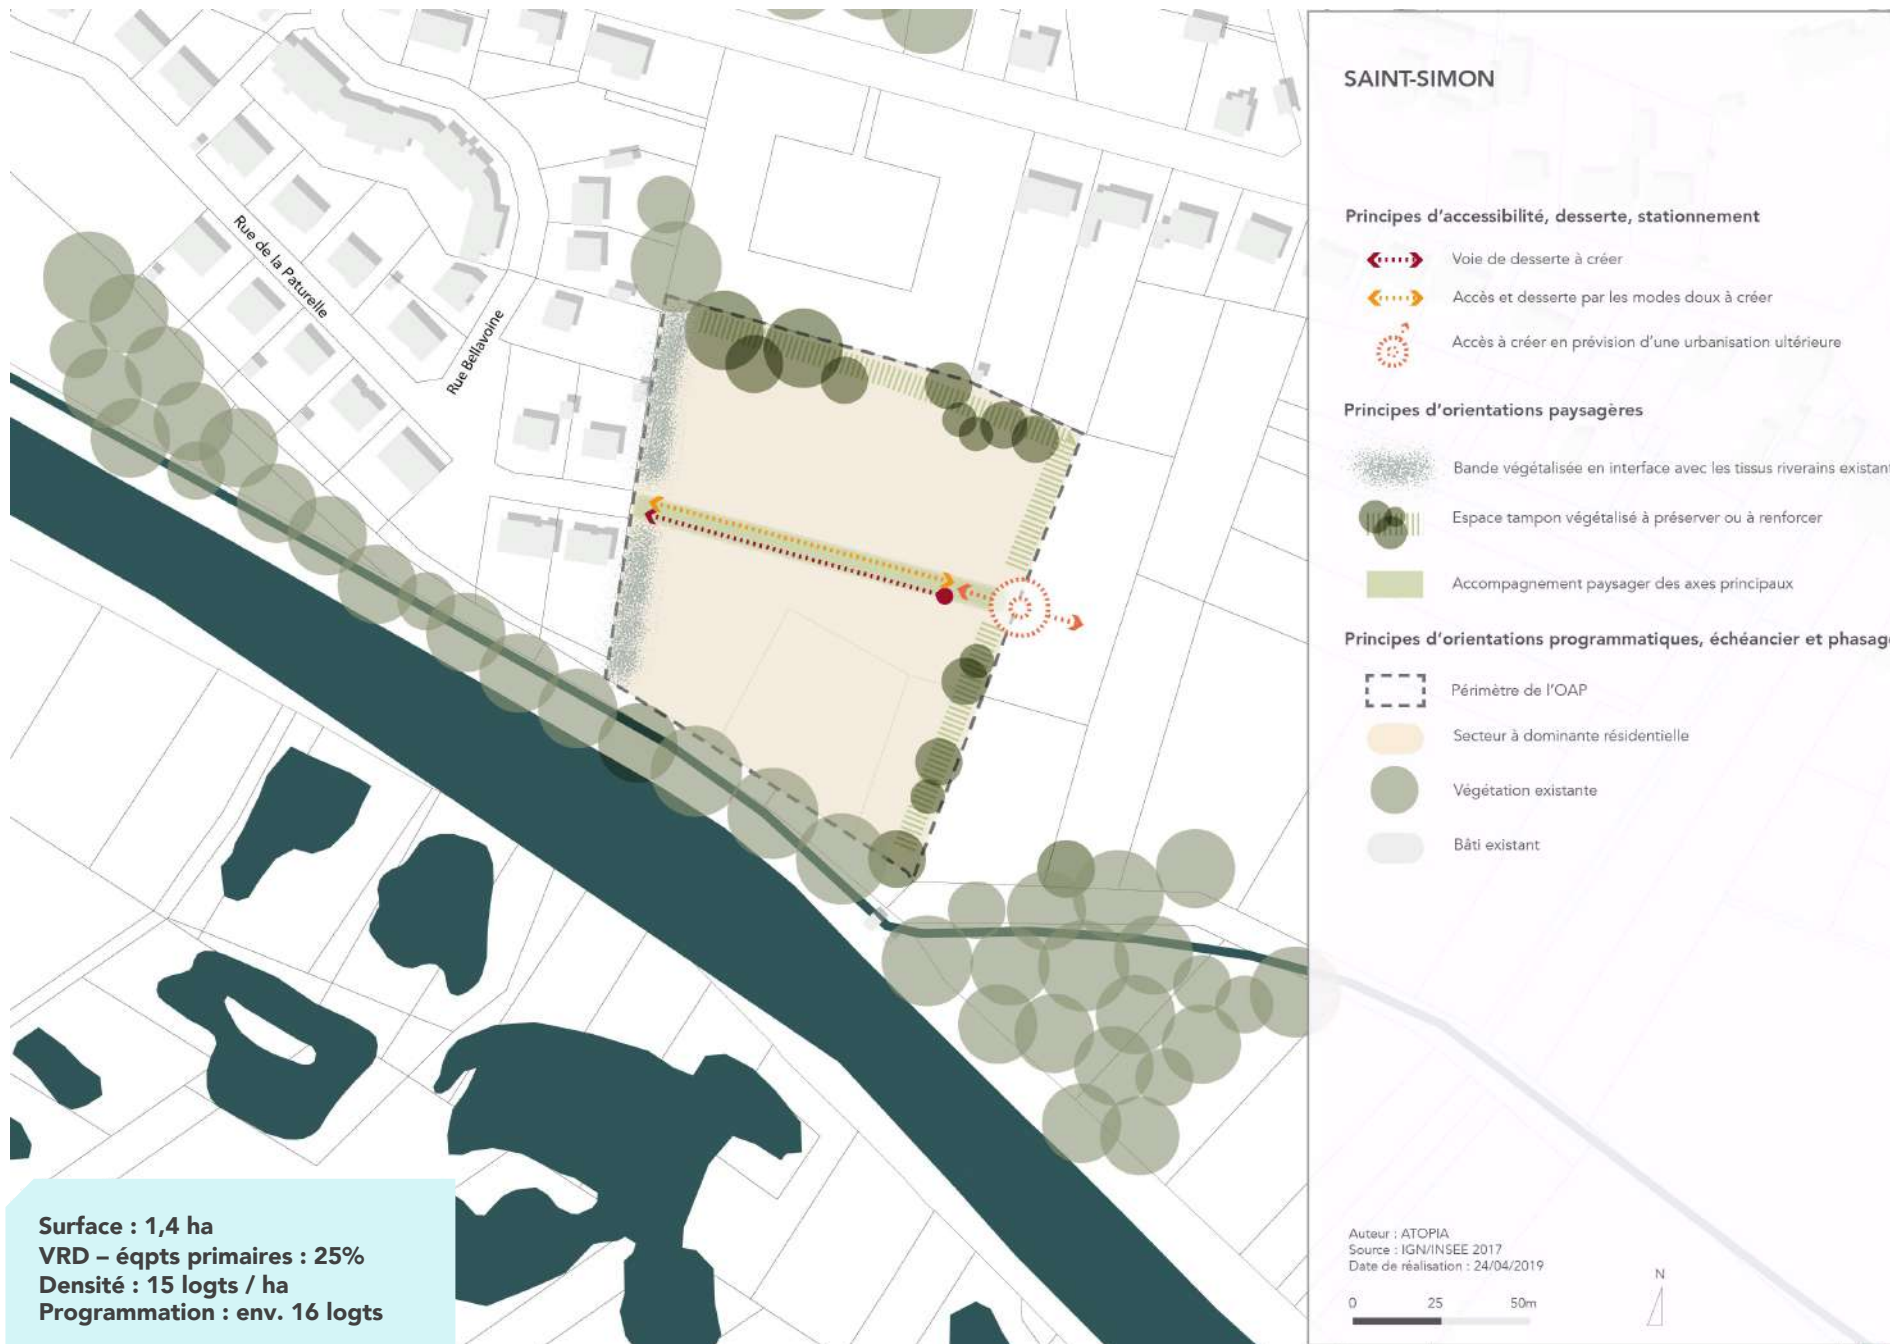 SAINT-SIMON
Principes d'accessibilité, desserte, stationnement
Voie de desserte à créer
Accès et desserte par les modes doux à créer
Accès à créer en prévision d'une urbanisation ultérieure
Principes d'orientations paysagères
Bande végétalisée en interface avec les tissus riverains existant
Espace tampon végétalisé à préserver ou à renforcer
Accompagnement paysager des axes principaux
Principes d'orientations programmatiques, échéancier et phasag
Périmètre de l'OAP
Secteur à dominante résidentielle
Végétation existante
Bâti existant
Rue de la Paturelle
Rue Bellavoine
Surface : 1,4 ha
VRD – éqpts primaires : 25%
Densité : 15 logts / ha
Programmation : env. 16 logts
Auteur : ATOPIA
Source : IGN/INSEE 2017
Date de réalisation : 24/04/2019
0 25 50m
N